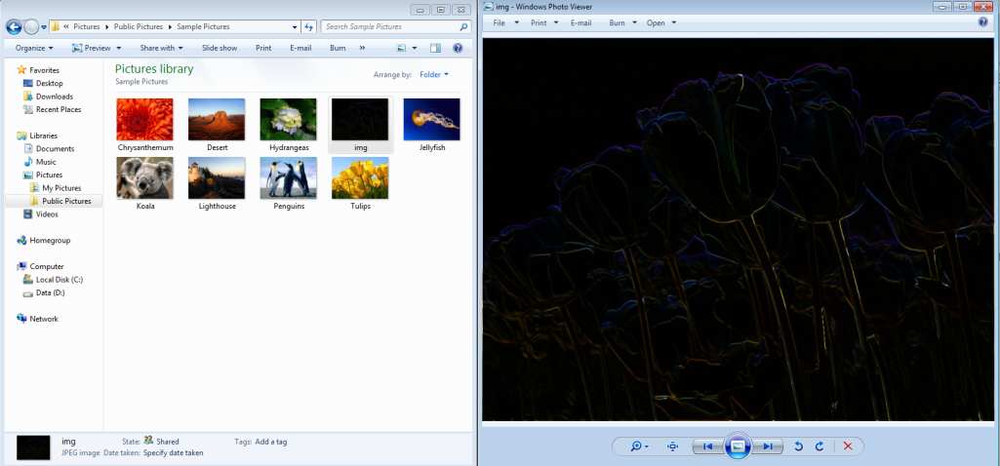 Pictures Public Pictures Sample Pictures
Search Sample Pictures
Organize Preview Share with Slide show Print E-mail Burn »
Favorites
Desktop
Downloads
Recent Places
Libraries
Documents
Music
Pictures
My Pictures
Public Pictures
Videos
Homegroup
Computer
Local Disk (C:)
Data (D:)
Network
Pictures library
Sample Pictures
Arrange by: Folder
Chrysanthemum Desert Hydrangeas img Jellyfish
Koala Lighthouse Penguins Tulips
img State: Shared Tags: Add a tag
JPEG image Date taken: Specify date taken
img - Windows Photo Viewer
File Print E-mail Burn Open